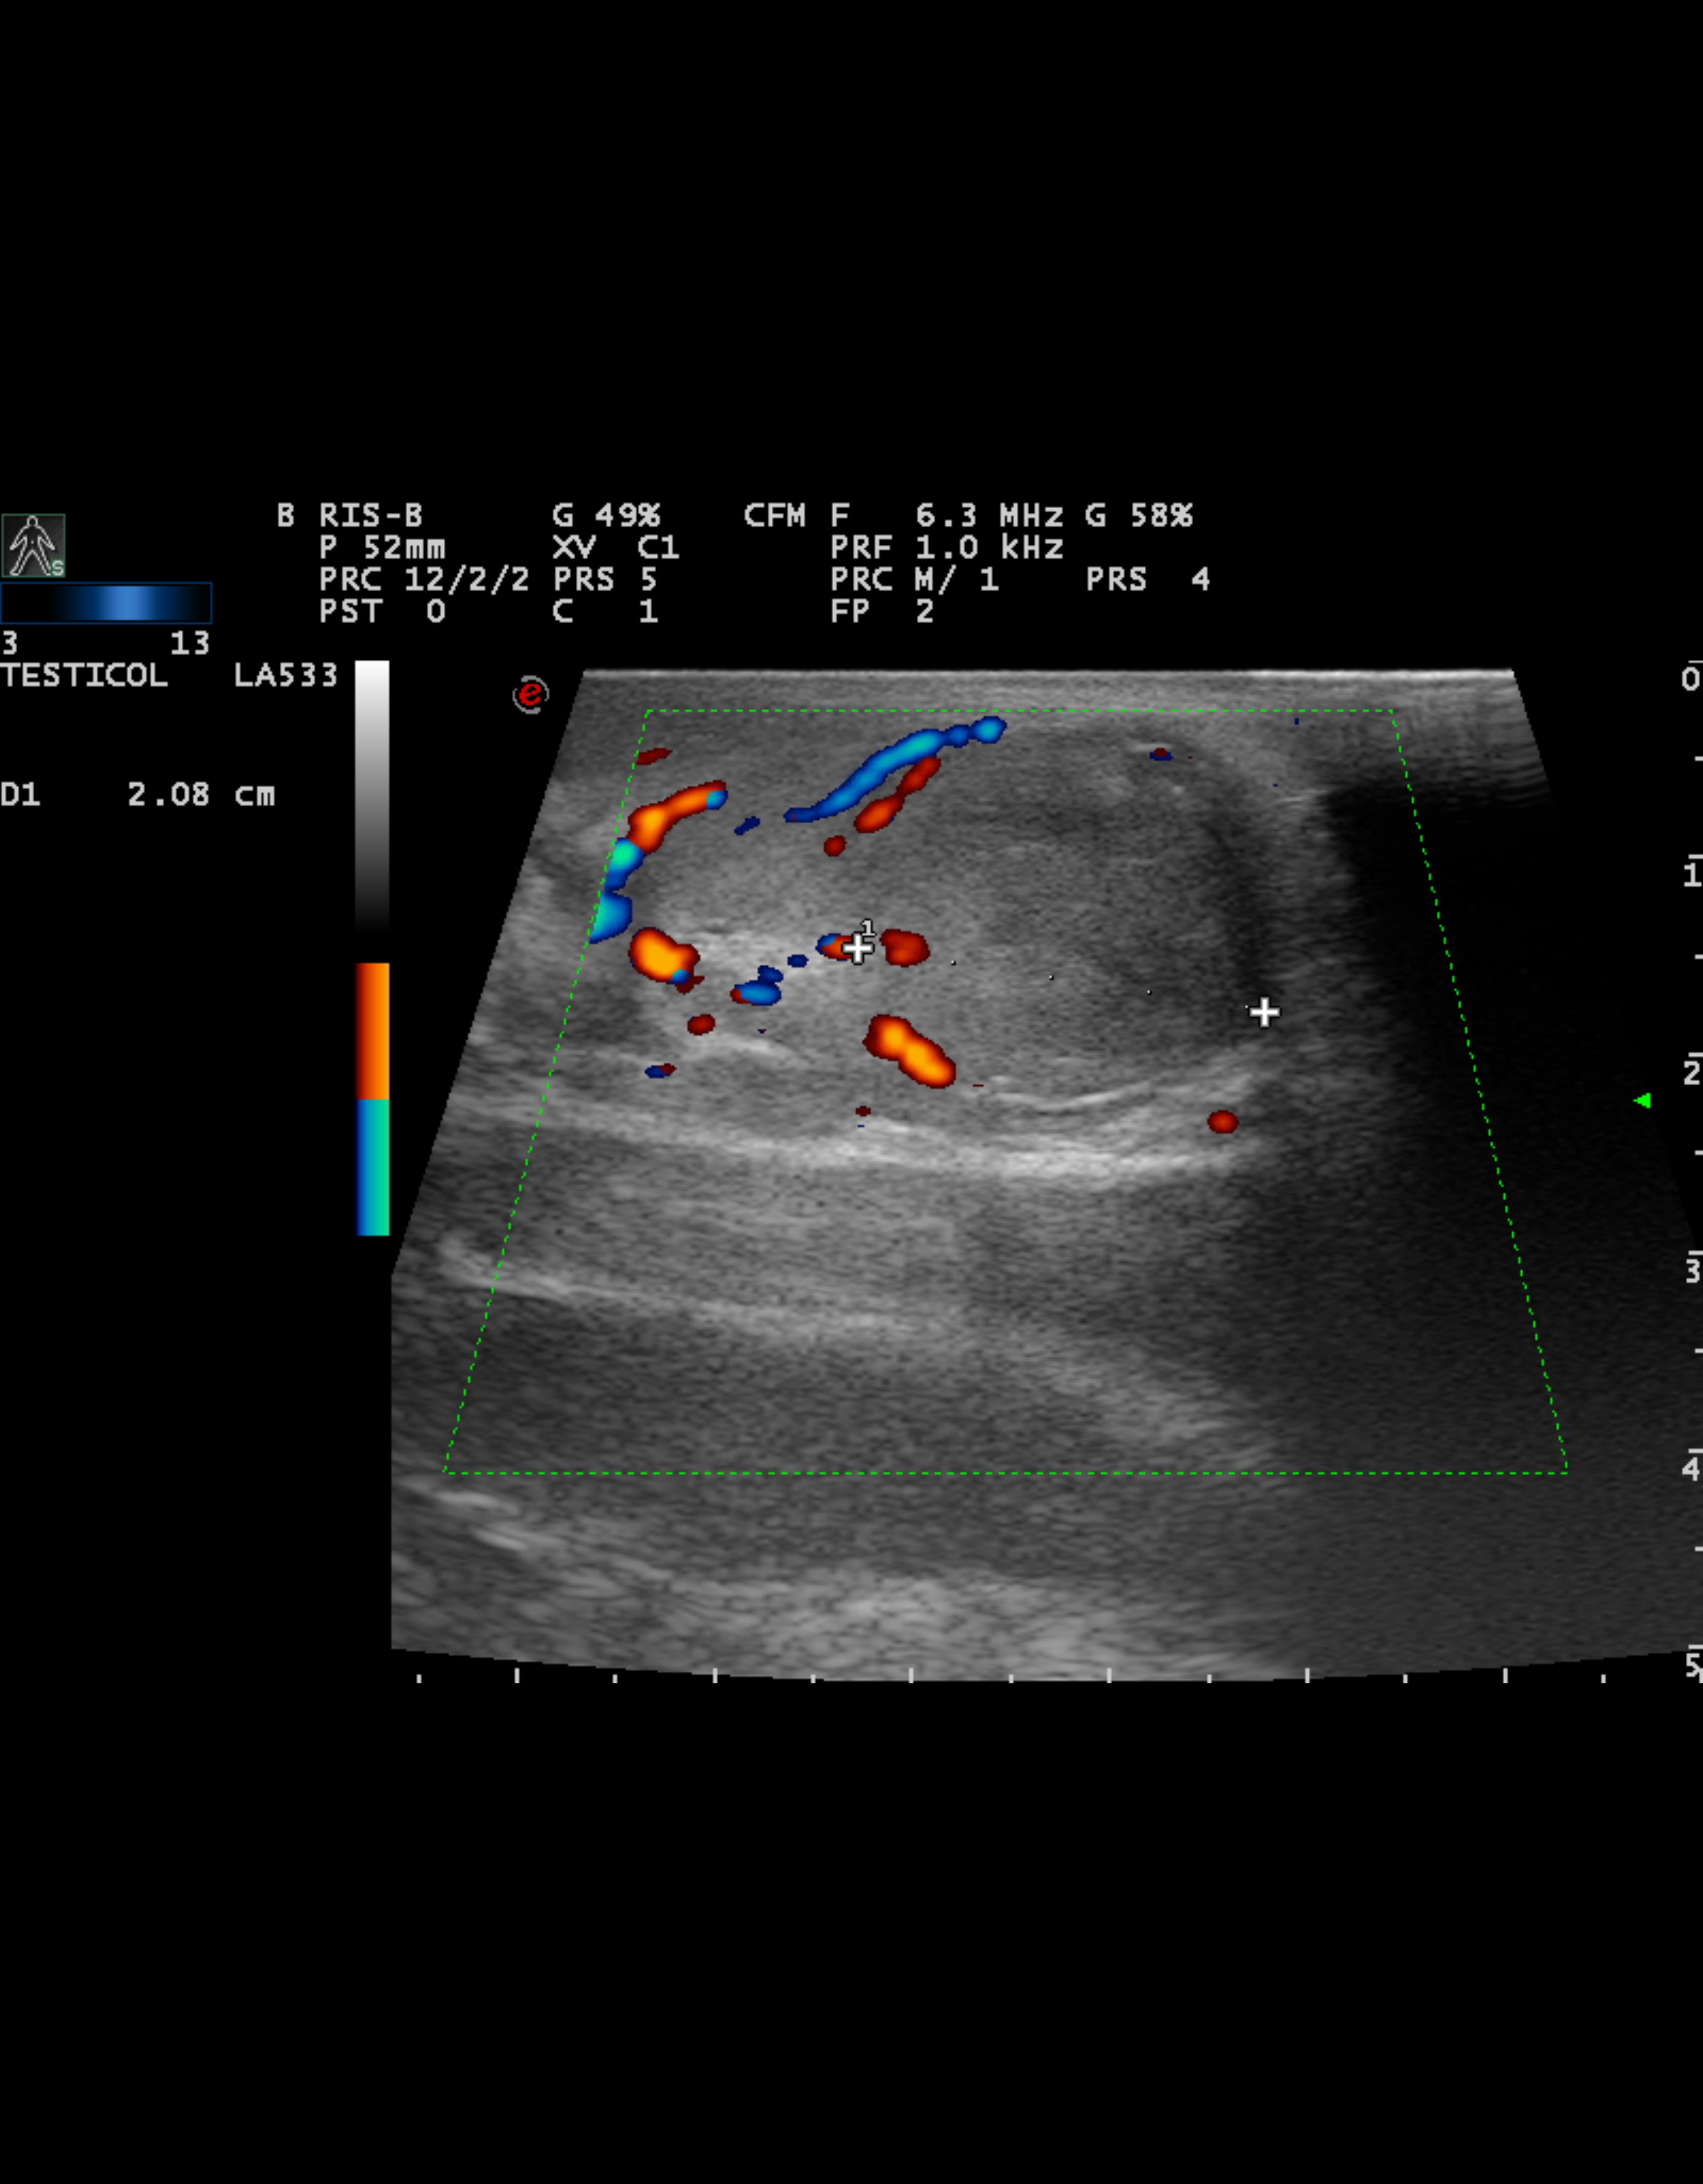 B RIS-B G 49% CFM F 6.3 MHz G 58%
P 52mm XV C1 PRF 1.0 kHz
PRC 12/2/2 PRS 5 PRC M/ 1 PRS 4
PST 0 C 1 FP 2
S
3 13
TESTICOL LA533
e
0
D1 2.08 cm
1
1
2
3
4
5